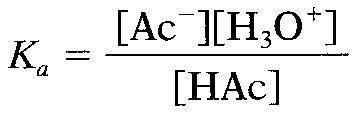 Kₐ = [Ac⁻][H₃O⁺] / [HAc]